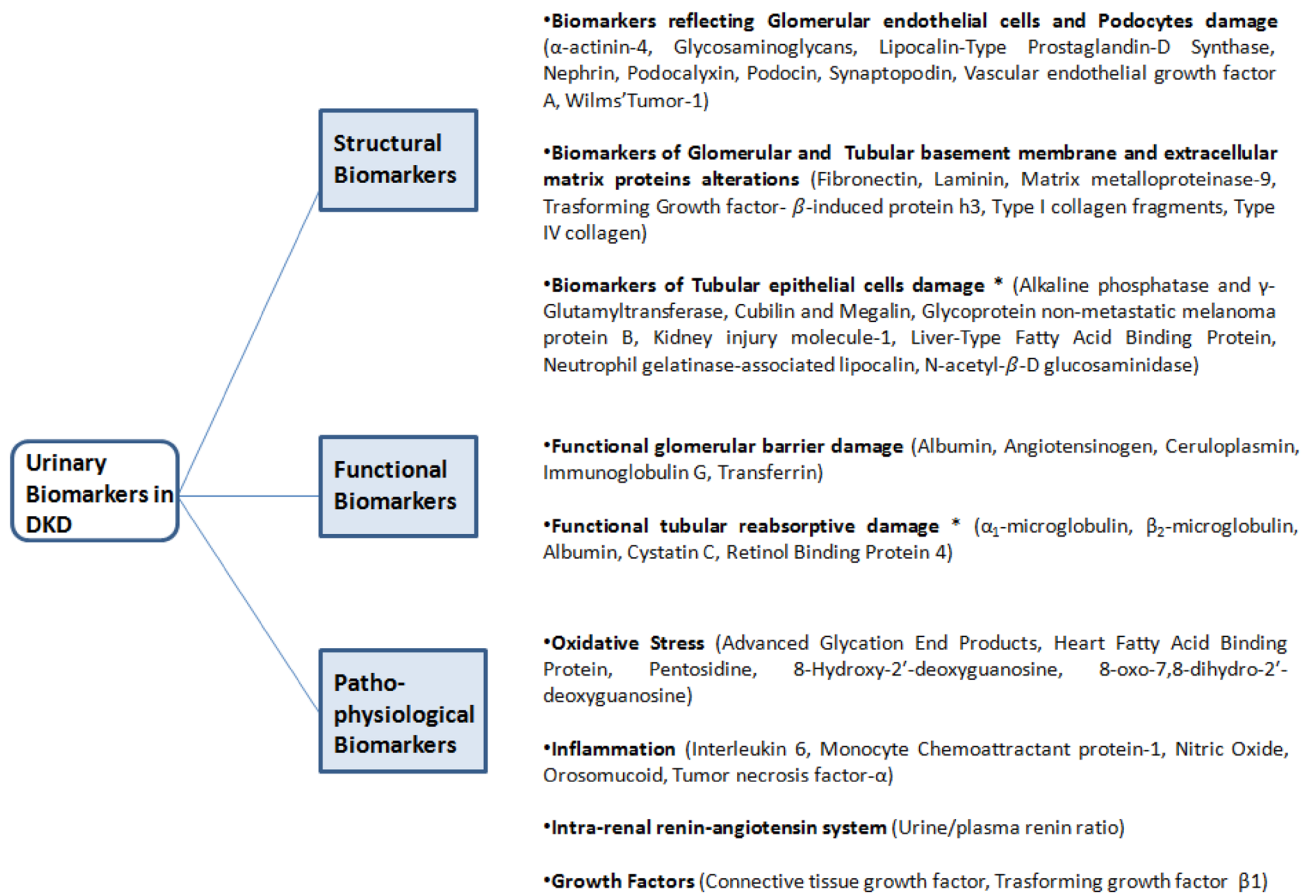 •Biomarkers reflecting Glomerular endothelial cells and Podocytes damage
(α-actinin-4, Glycosaminoglycans, Lipocalin-Type Prostaglandin-D Synthase,
Nephrin, Podocalyxin, Podocin, Synaptopodin, Vascular endothelial growth factor
A, Wilms’Tumor-1)
Structural
Biomarkers
•Biomarkers of Glomerular and Tubular basement membrane and extracellular
matrix proteins alterations (Fibronectin, Laminin, Matrix metalloproteinase-9,
Trasforming Growth factor- β-induced protein h3, Type I collagen fragments, Type
IV collagen)
•Biomarkers of Tubular epithelial cells damage * (Alkaline phosphatase and γ-
Glutamyltransferase, Cubilin and Megalin, Glycoprotein non-metastatic melanoma
protein B, Kidney injury molecule-1, Liver-Type Fatty Acid Binding Protein,
Neutrophil gelatinase-associated lipocalin, N-acetyl-β-D glucosaminidase)
Urinary
Biomarkers in
DKD
Functional
Biomarkers
•Functional glomerular barrier damage (Albumin, Angiotensinogen, Ceruloplasmin,
Immunoglobulin G, Transferrin)
•Functional tubular reabsorptive damage * (α₁-microglobulin, β₂-microglobulin,
Albumin, Cystatin C, Retinol Binding Protein 4)
Patho-
physiological
Biomarkers
•Oxidative Stress (Advanced Glycation End Products, Heart Fatty Acid Binding
Protein, Pentosidine, 8-Hydroxy-2′-deoxyguanosine, 8-oxo-7,8-dihydro-2′-
deoxyguanosine)
•Inflammation (Interleukin 6, Monocyte Chemoattractant protein-1, Nitric Oxide,
Orosomucoid, Tumor necrosis factor-α)
•Intra-renal renin-angiotensin system (Urine/plasma renin ratio)
•Growth Factors (Connective tissue growth factor, Trasforming growth factor β1)